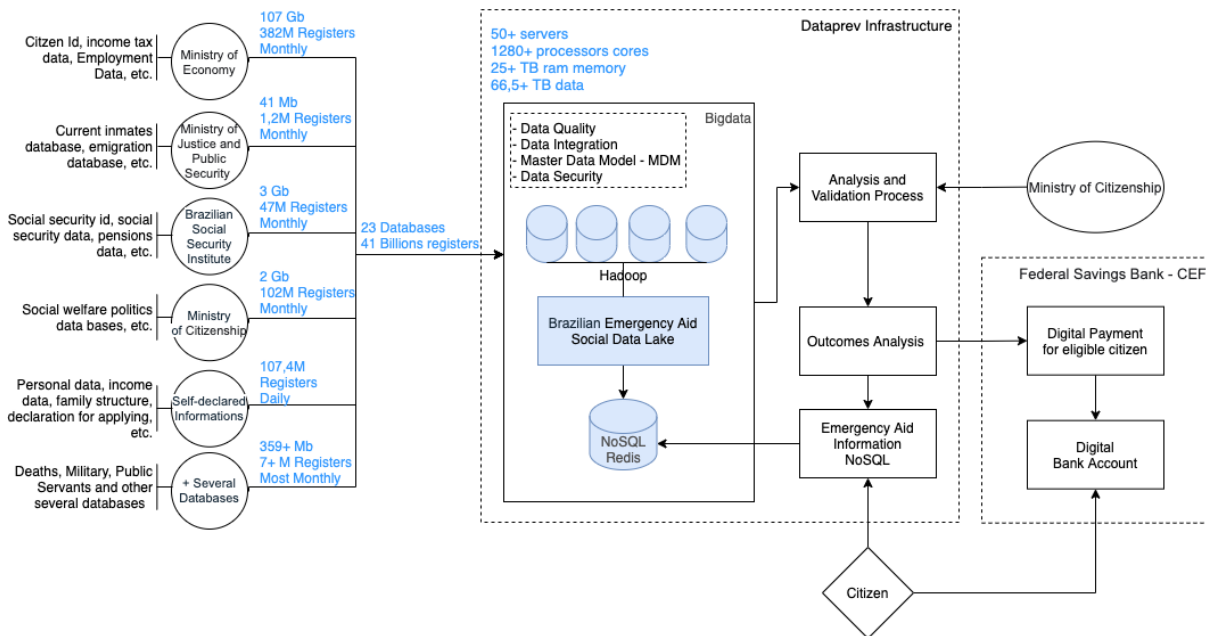 107 Gb
382M Registers
Monthly
Citzen Id, income tax
data, Employment
Data, etc.
Ministry of
Economy
41 Mb
1,2M Registers
Monthly
Current inmates
database, emigration
database, etc.
Ministry of
Justice and
Public
Security
3 Gb
47M Registers
Monthly
Social security id, social
security data, pensions
data, etc.
Brazilian
Social
Security
Institute
2 Gb
102M Registers
Monthly
Social welfare politics
data bases, etc.
Ministry
of Citizenship
107,4M
Registers
Daily
Personal data, income
data, family structure,
declaration for applying,
etc.
Self-declared
Informations
359+ Mb
7+ M Registers
Most Monthly
Deaths, Military, Public
Servants and other
several databases
+ Several
Databases
23 Databases
41 Billions registers
Dataprev Infrastructure
50+ servers
1280+ processors cores
25+ TB ram memory
66,5+ TB data
Bigdata
- Data Quality
- Data Integration
- Master Data Model - MDM
- Data Security
Hadoop
Brazilian Emergency Aid
Social Data Lake
NoSQL
Redis
Analysis and
Validation Process
Ministry of Citizenship
Outcomes Analysis
Emergency Aid
Information
NoSQL
Federal Savings Bank - CEF
Digital Payment
for eligible citizen
Digital
Bank Account
Citizen